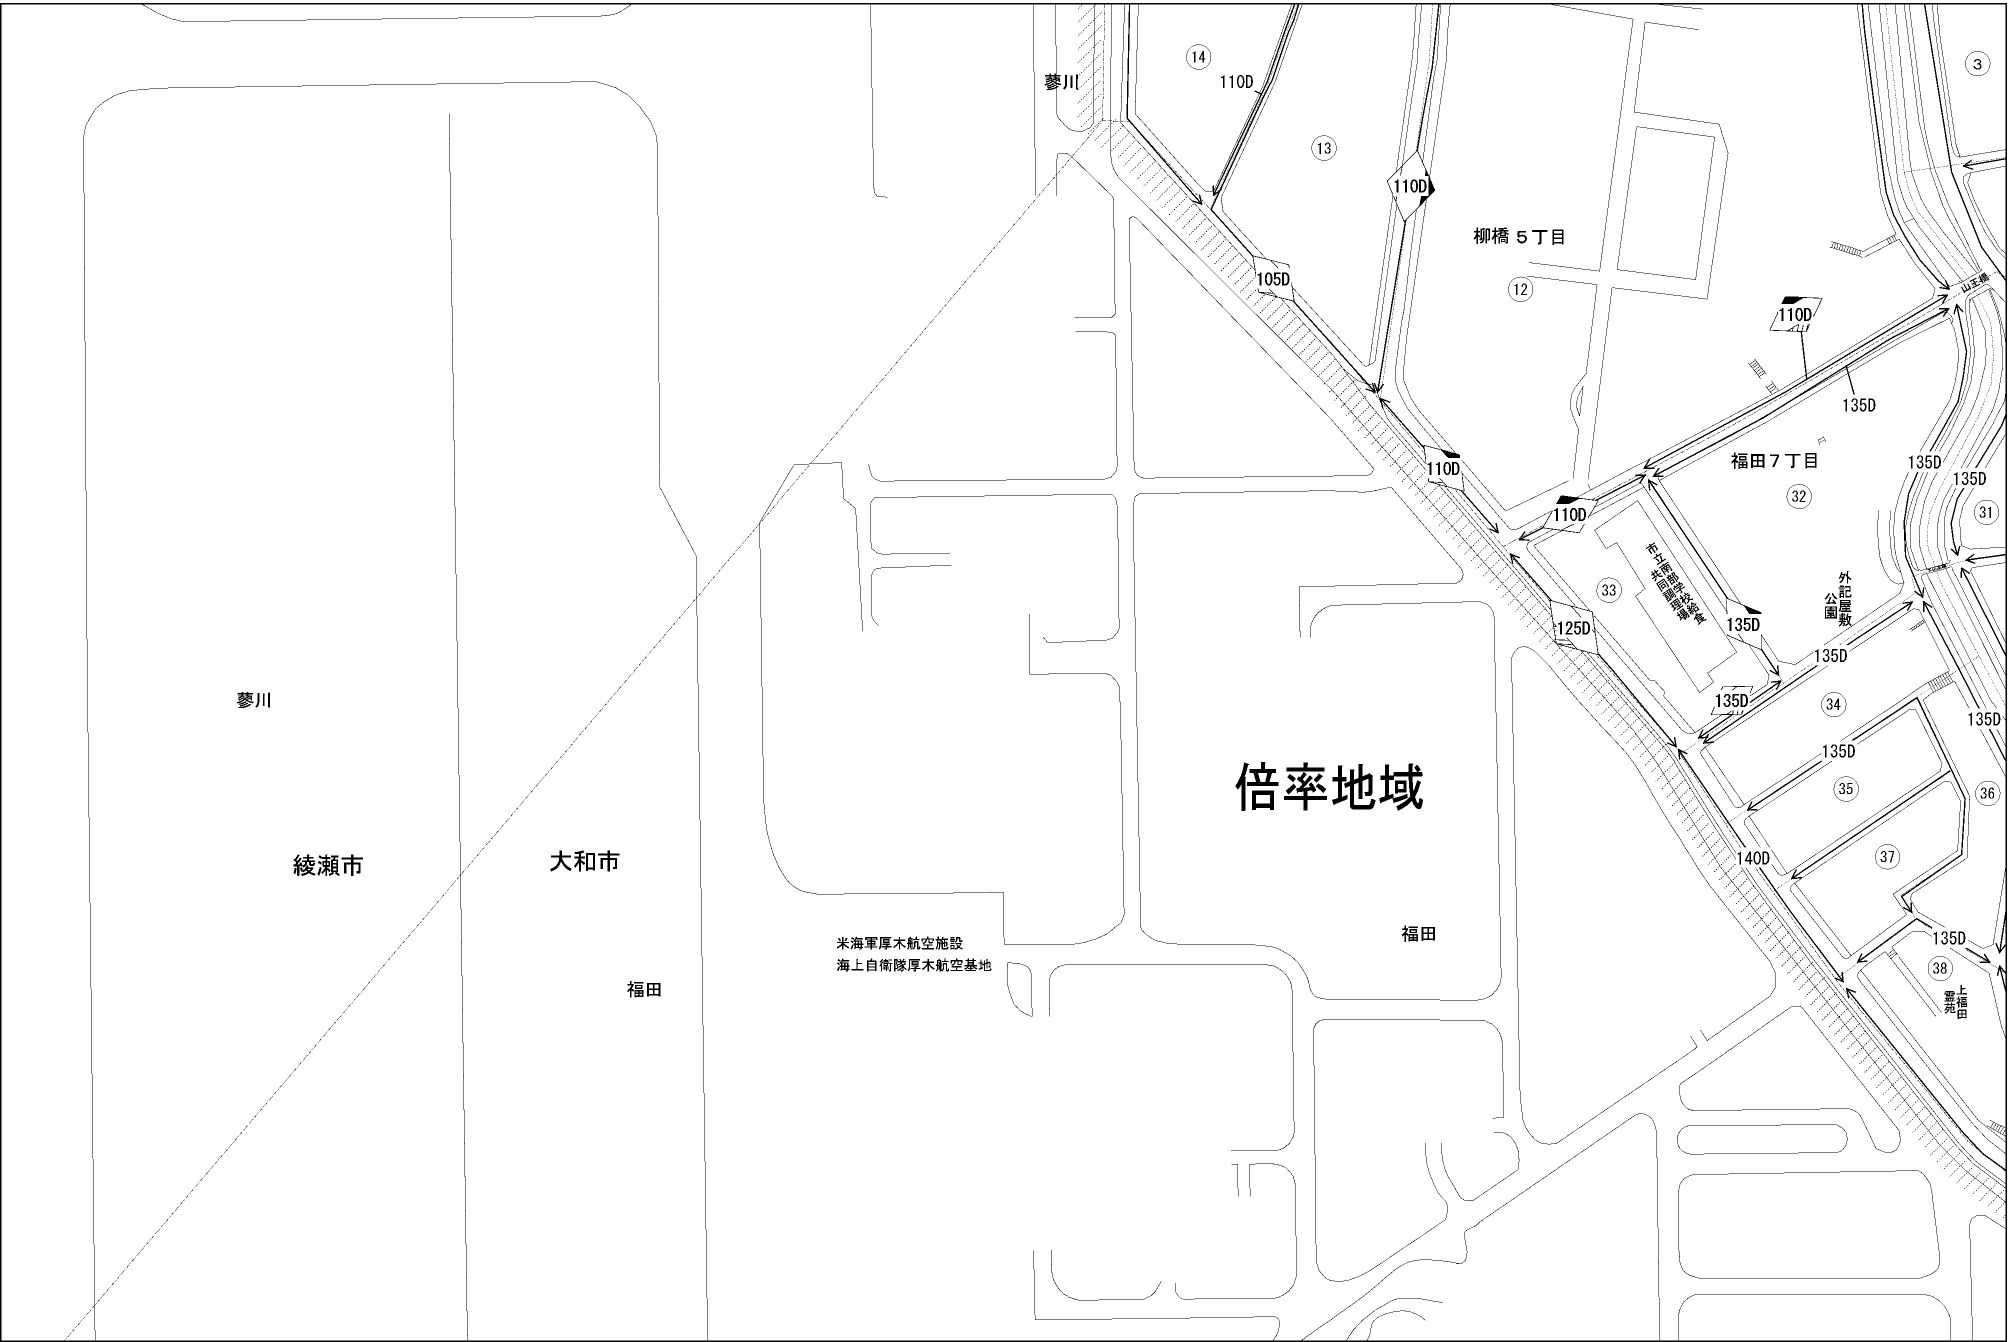 14
3
蓼川
110D
13
110D
柳橋 5丁目
105D
12
山王橋
110D
135D
110D
福田7丁目
135D
135D
32
31
110D
市立南部学校給食
共同調理場
33
外記屋敷
公園
125D
135D
135D
135D
34
135D
135D
倍率地域
35
36
蓼川
綾瀬市
大和市
140D
37
福田
135D
米海軍厚木航空施設
海上自衛隊厚木航空基地
38
福田
上福田
霊苑